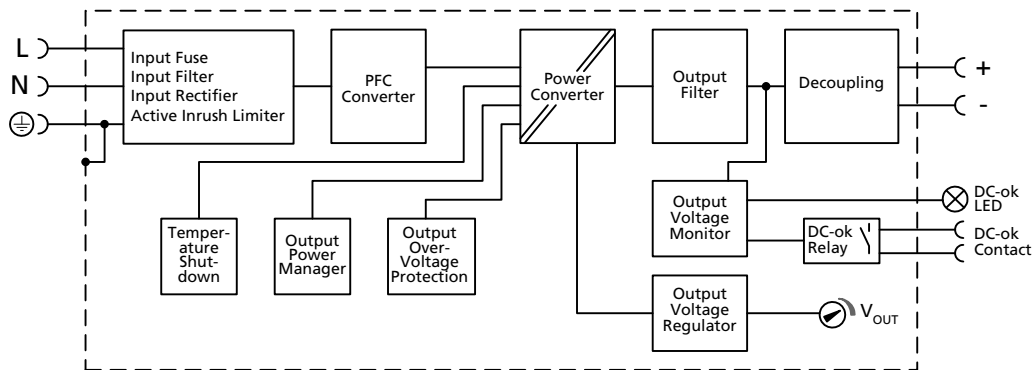 L
N
Input Fuse
Input Filter
Input Rectifier
Active Inrush Limiter
PFC
Converter
Power
Converter
Output
Filter
Decoupling
+
-
Temper-
ature
Shut-
down
Output
Power
Manager
Output
Over-
Voltage
Protection
Output
Voltage
Monitor
DC-ok
LED
DC-ok
Relay
DC-ok
Contact
Output
Voltage
Regulator
VOUT